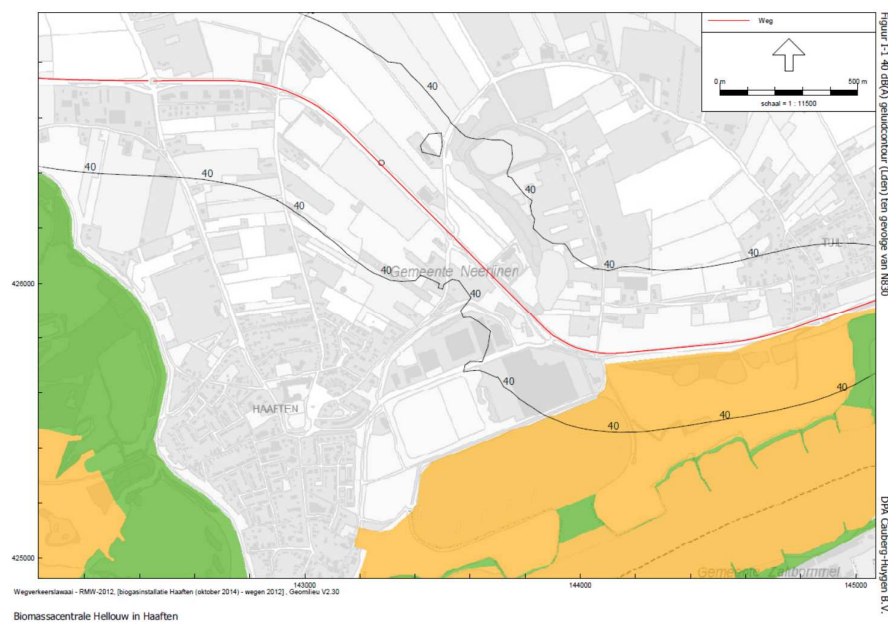 Figuur 1-1 40 dB(A) geluidcontour (Lden) ten gevolge van N830
Weg
0 m 500 m
schaal = 1 : 11500
40
40
40
40
40
40
40
40
TUIL
Gemeente Neerijnen
40
40
426000
40
HAAFTEN
40
40
40
DPA Cauberg-Huygen B.V.
425000
Gemeente Zaltbommel
143000 144000 145000
Wegverkeerslawaai - RMW-2012, [biogasinstallatie Haaften (oktober 2014) - wegen 2012] , Geomilieu V2.30
Biomassacentrale Hellouw in Haaften